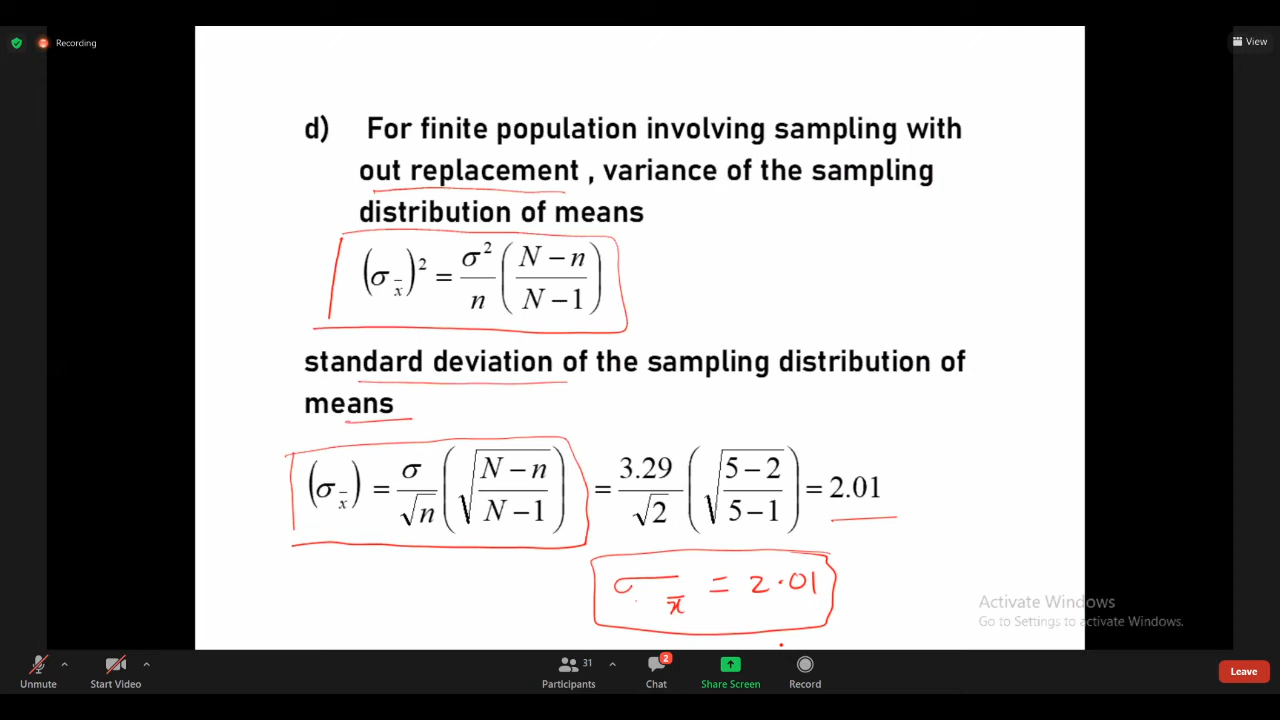 Recording
View
d) For finite population involving sampling with
out replacement , variance of the sampling
distribution of means
(σ_x̄)² = σ²/n ((N − n)/(N − 1))
standard deviation of the sampling distribution of
means
(σ_x̄) = σ/√n (√((N − n)/(N − 1))) = 3.29/√2 (√((5 − 2)/(5 − 1))) = 2.01
σ_x̄ = 2.01
Activate Windows
Go to Settings to activate Windows.
31
2
Unmute
Start Video
Participants
Chat
Share Screen
Record
Leave